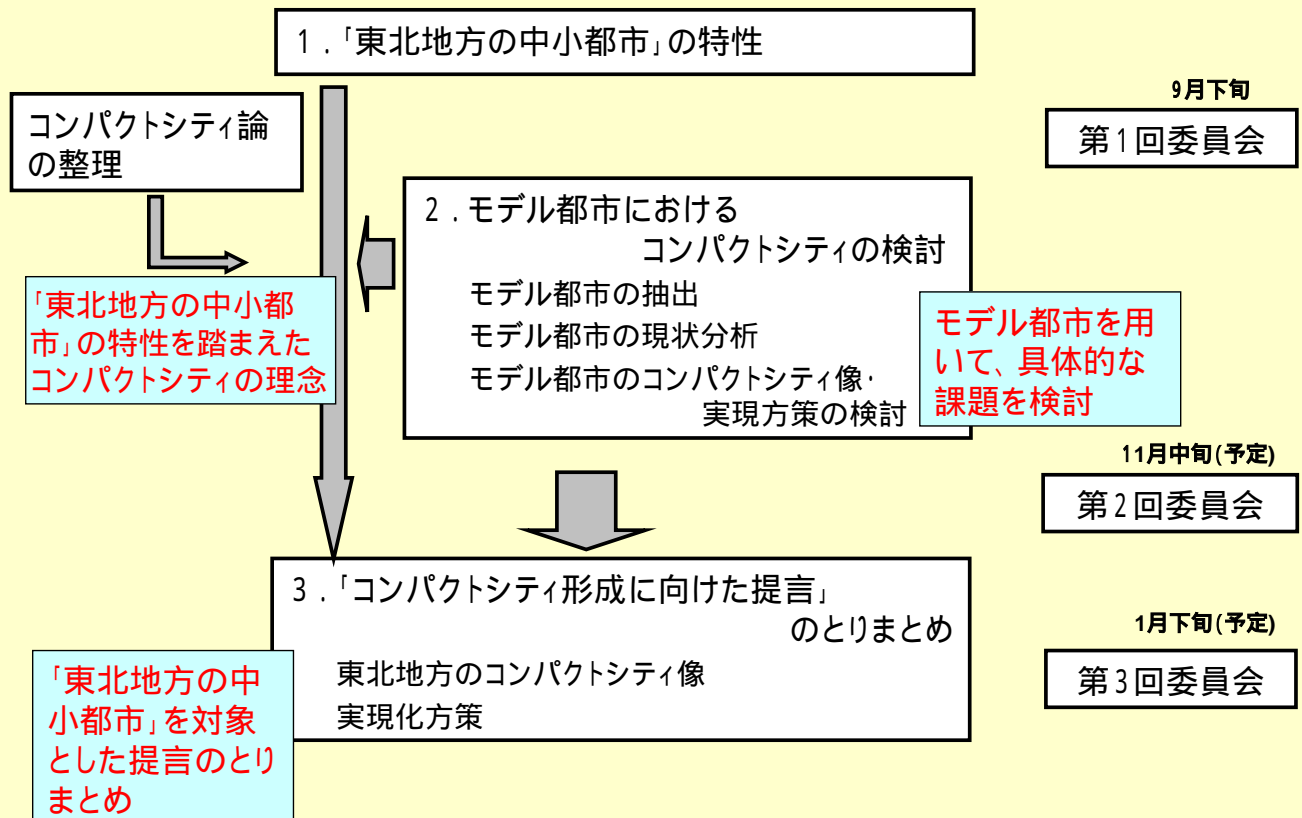 1．「東北地方の中小都市」の特性
9月下旬
第1回委員会
コンパクトシティ論
の整理
2．モデル都市における
コンパクトシティの検討
モデル都市の抽出
モデル都市の現状分析
モデル都市のコンパクトシティ像・
実現方策の検討
「東北地方の中小都
市」の特性を踏まえた
コンパクトシティの理念
モデル都市を用
いて、具体的な
課題を検討
11月中旬(予定)
第2回委員会
3．「コンパクトシティ形成に向けた提言」
のとりまとめ
東北地方のコンパクトシティ像
実現化方策
1月下旬(予定)
第3回委員会
「東北地方の中
小都市」を対象
とした提言のとり
まとめ